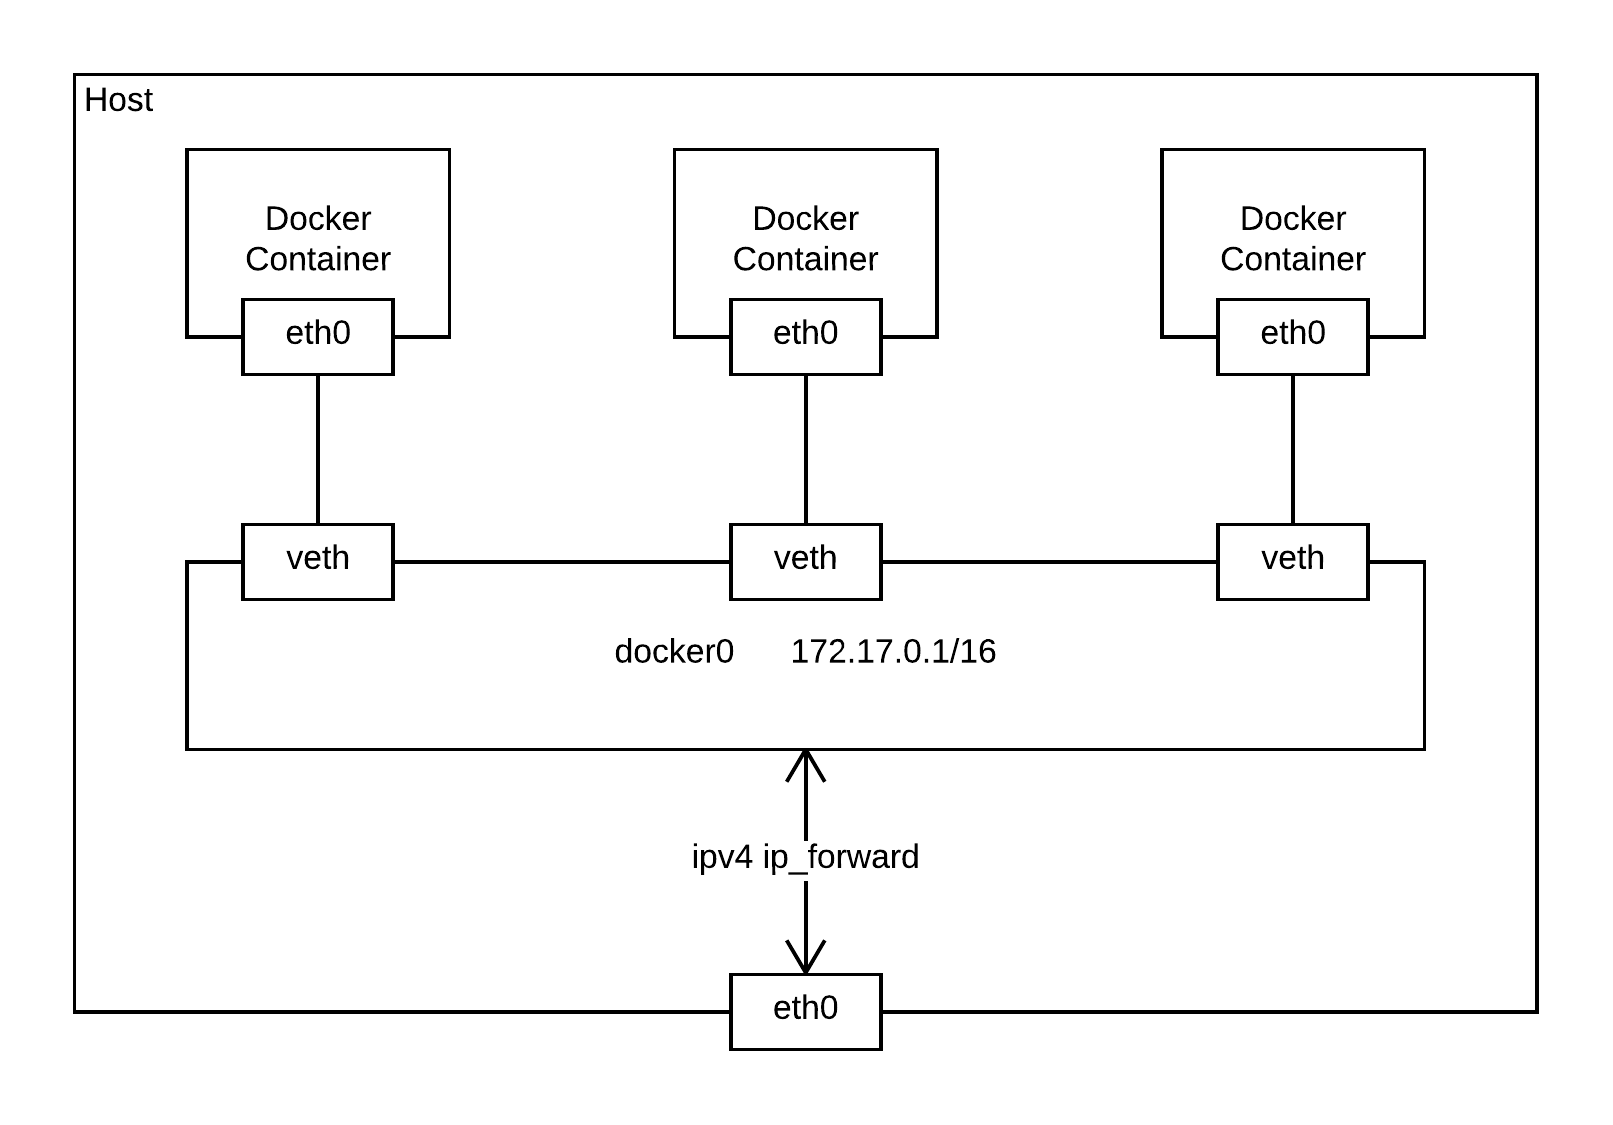 Host
Docker
Container
Docker
Container
Docker
Container
eth0
eth0
eth0
veth
veth
veth
docker0 172.17.0.1/16
ipv4 ip_forward
eth0